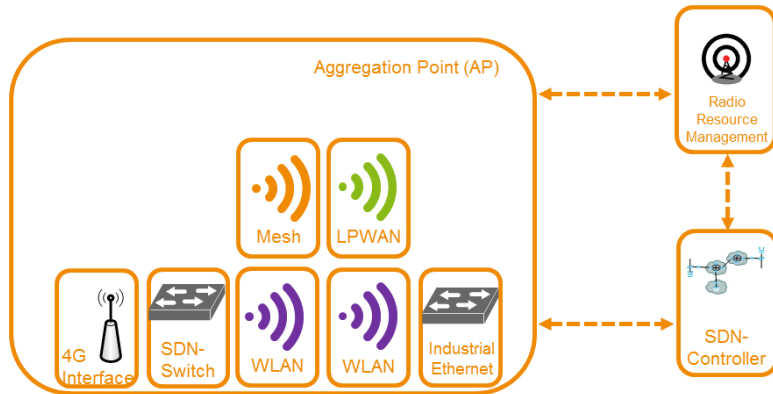 Aggregation Point (AP)
Radio
Resource
Management
Mesh
LPWAN
4G
Interface
SDN-
Switch
WLAN
WLAN
Industrial
Ethernet
SDN-
Controller